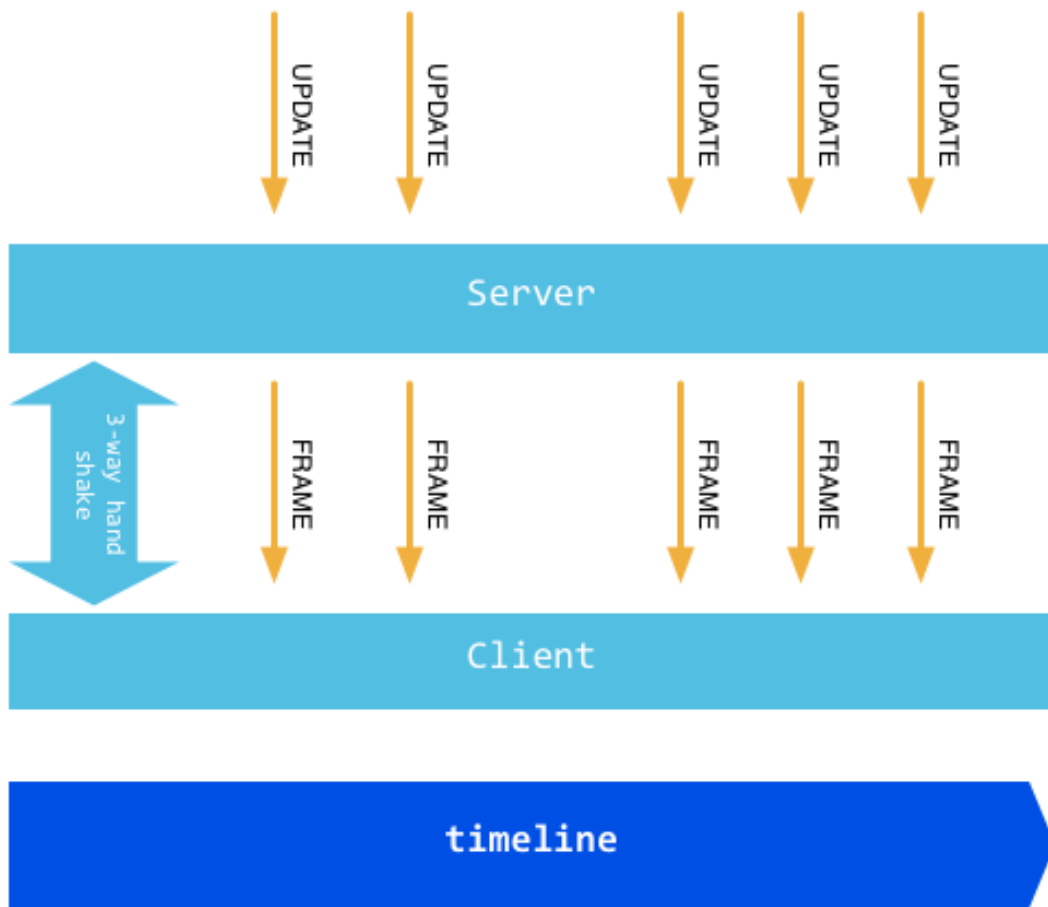 UPDATE
UPDATE
UPDATE
UPDATE
UPDATE
Server
3-way hand
shake
FRAME
FRAME
FRAME
FRAME
FRAME
Client
timeline